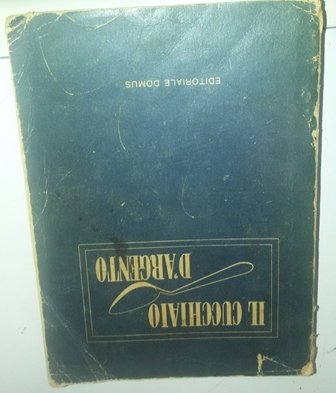 IL CUCCHIAIO
D'ARGENTO
EDITORIALE DOMUS